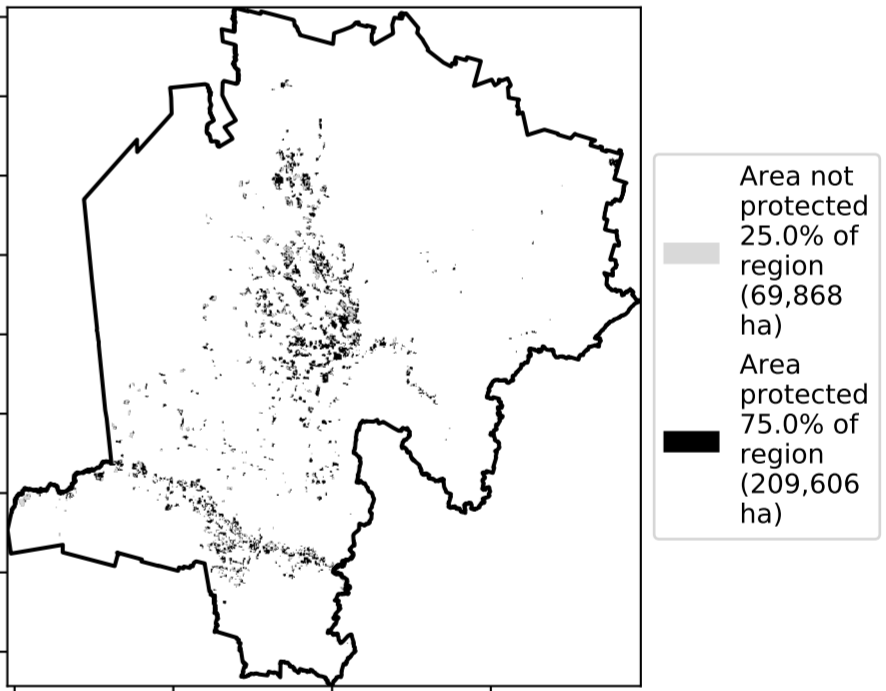 Area not
protected
25.0% of
region
(69,868
ha)
Area
protected
75.0% of
region
(209,606
ha)